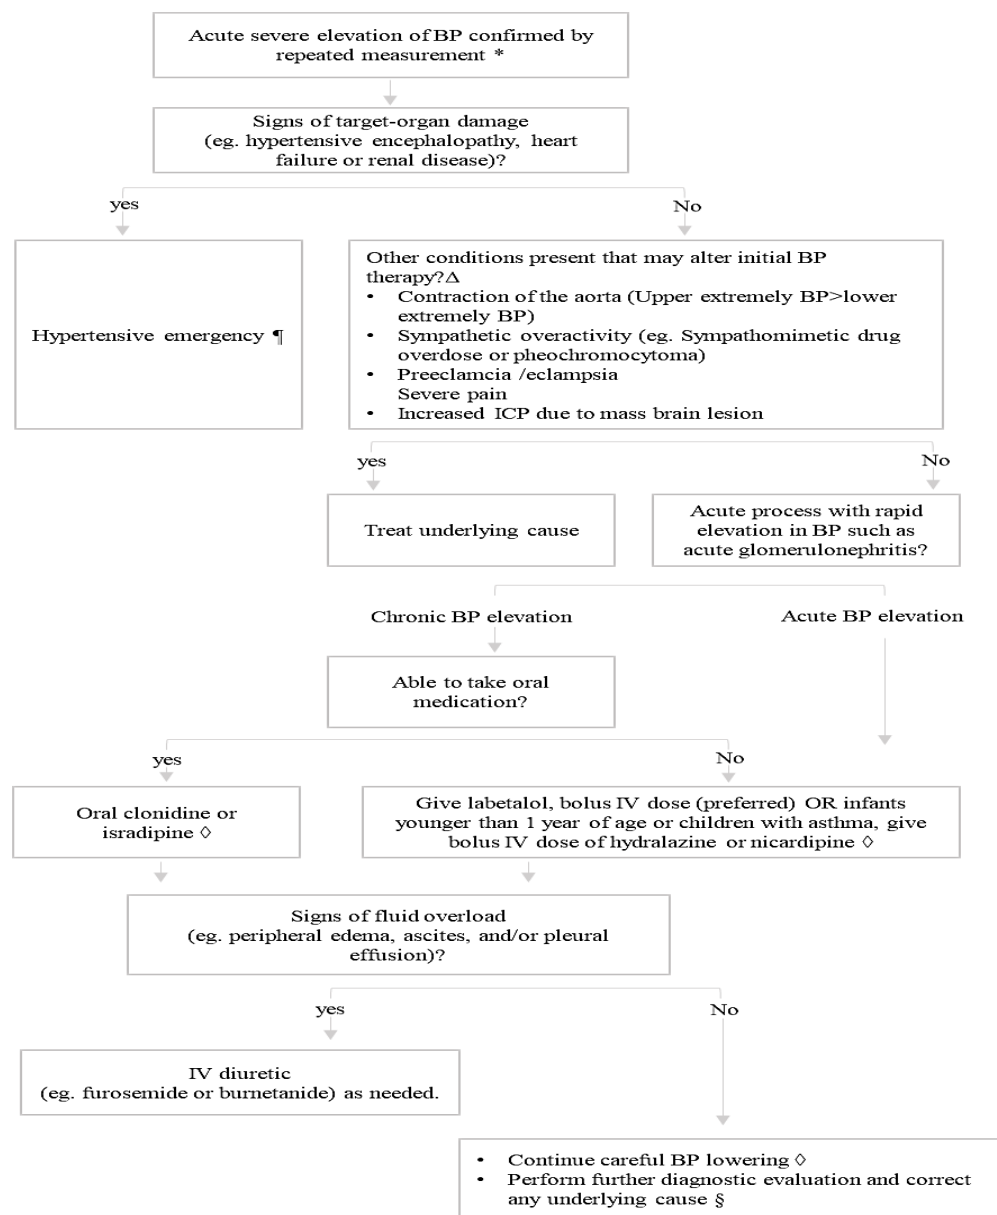 Acute severe elevation of BP confirmed by
repeated measurement *
Signs of target-organ damage
(eg. hypertensive encephalopathy, heart
failure or renal disease)?
yes
No
Hypertensive emergency ¶
Other conditions present that may alter initial BP
therapy?Δ
• Contraction of the aorta (Upper extremely BP>lower
extremely BP)
• Sympathetic overactivity (eg. Sympathomimetic drug
overdose or pheochromocytoma)
• Preeclamcia /eclampsia
Severe pain
• Increased ICP due to mass brain lesion
yes
No
Treat underlying cause
Acute process with rapid
elevation in BP such as
acute glomerulonephritis?
Chronic BP elevation
Acute BP elevation
Able to take oral
medication?
yes
No
Oral clonidine or
isradipine ◊
Give labetalol, bolus IV dose (preferred) OR infants
younger than 1 year of age or children with asthma, give
bolus IV dose of hydralazine or nicardipine ◊
Signs of fluid overload
(eg. peripheral edema, ascites, and/or pleural
effusion)?
yes
No
IV diuretic
(eg. furosemide or burnetanide) as needed.
• Continue careful BP lowering ◊
• Perform further diagnostic evaluation and correct
any underlying cause §